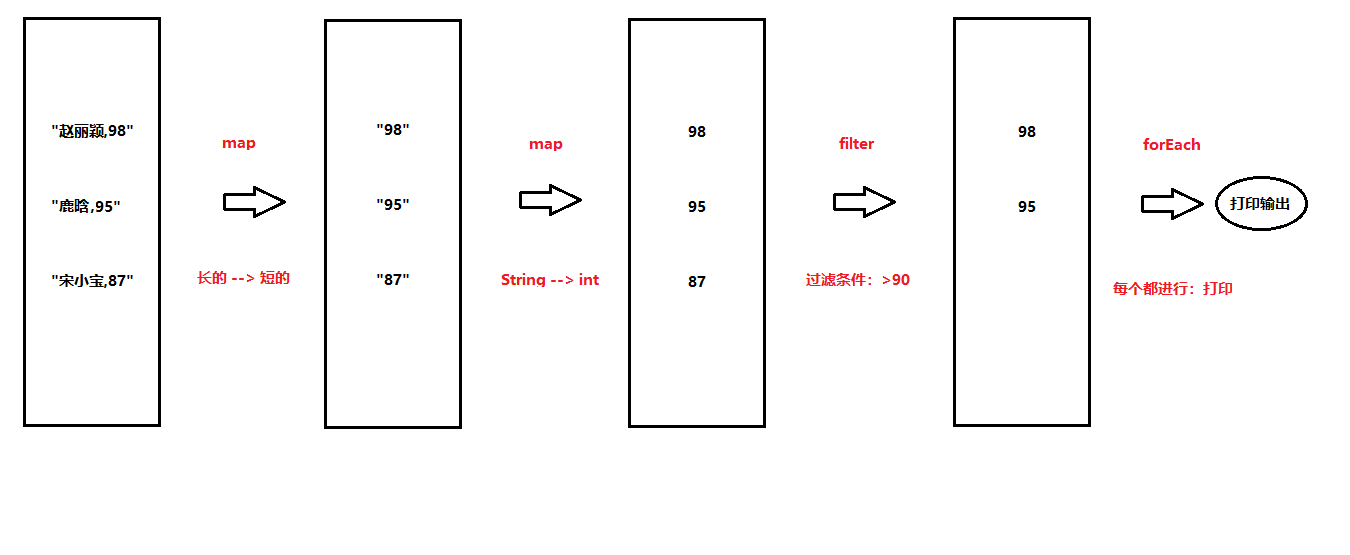 "赵丽颖,98"
"鹿晗,95"
"宋小宝,87"
map
长的 --> 短的
"98"
"95"
"87"
map
String --> int
98
95
87
filter
过滤条件：>90
98
95
forEach
每个都进行：打印
打印输出